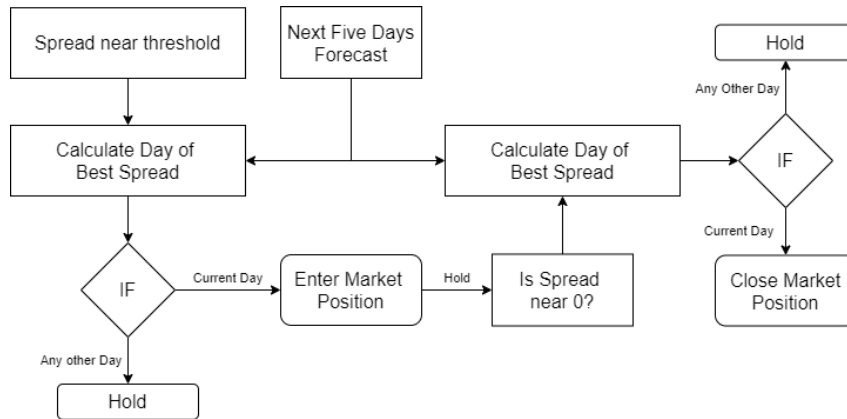 Spread near threshold
Next Five Days
Forecast
Hold
Any Other Day
Calculate Day of
Best Spread
Calculate Day of
Best Spread
IF
Current Day
IF
Current Day
Enter Market
Position
Hold
Is Spread
near 0?
Close Market
Position
Any other Day
Hold